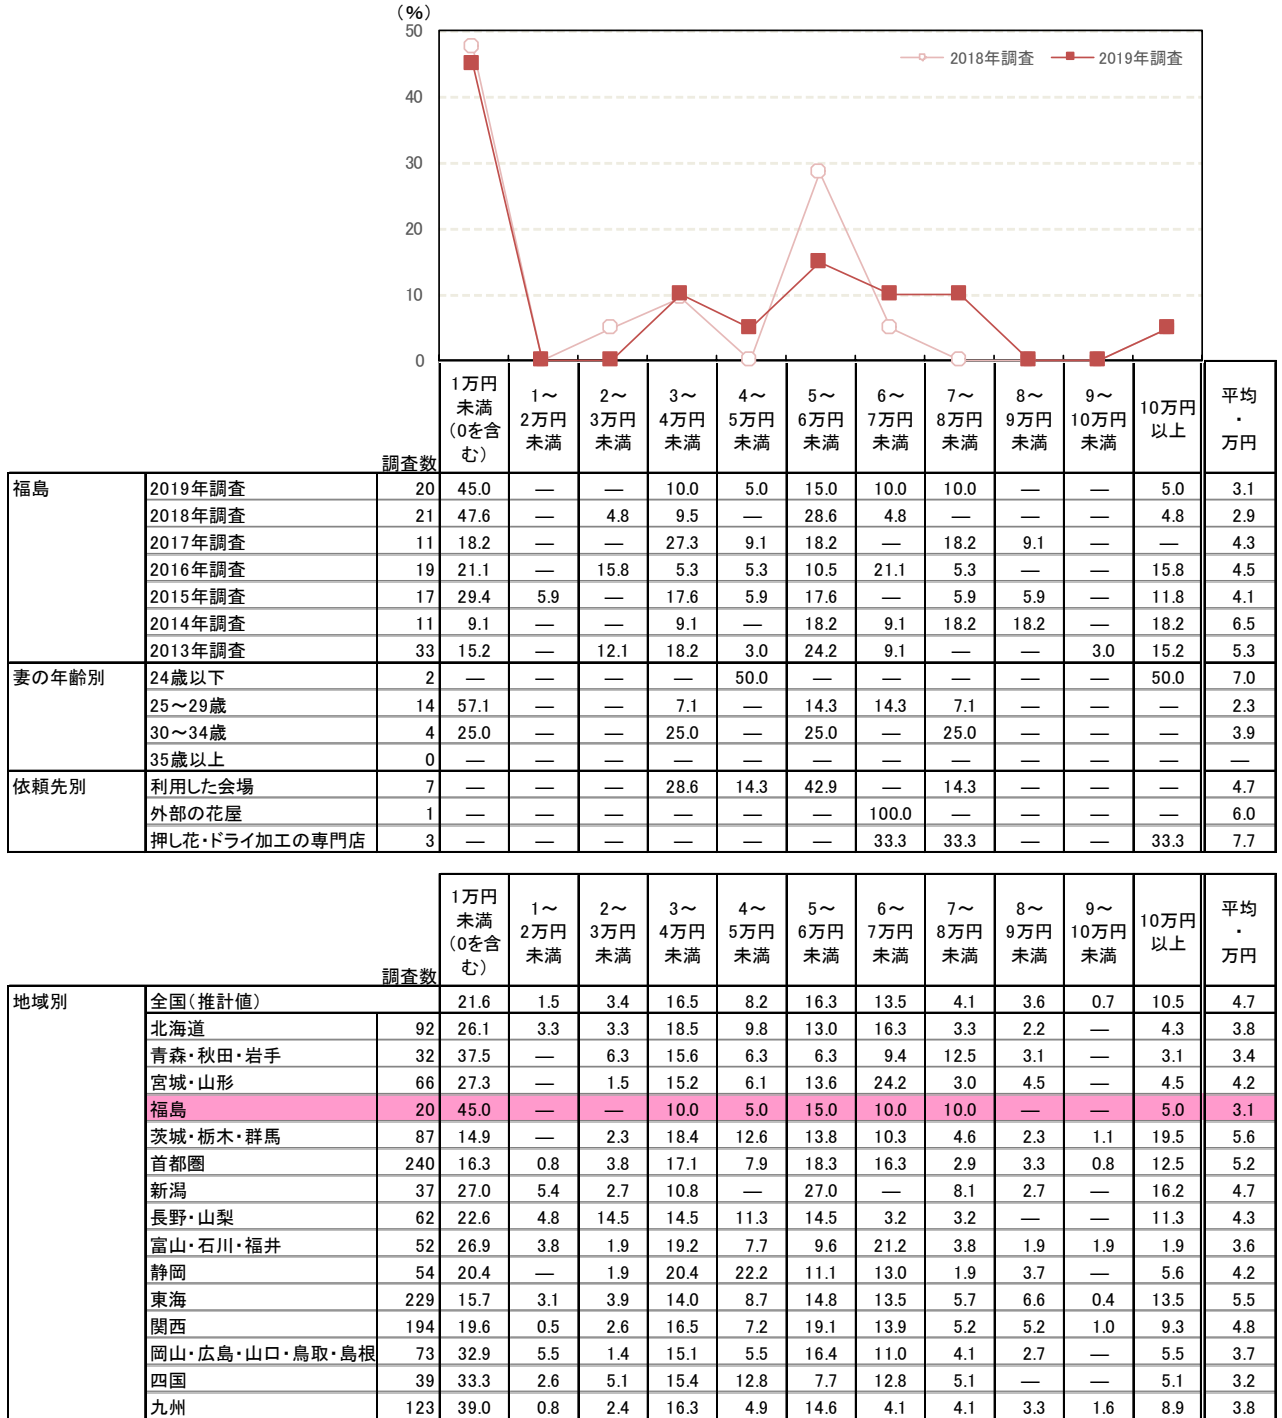 (%)
50
40
30
20
10
0
2018年調査 2019年調査
調査数 1万円未満(0を含む) 1～2万円未満 2～3万円未満 3～4万円未満 4～5万円未満 5～6万円未満 6～7万円未満 7～8万円未満 8～9万円未満 9～10万円未満 10万円以上 平均・万円
福島 2019年調査 20 45.0 ― ― 10.0 5.0 15.0 10.0 10.0 ― ― 5.0 3.1
2018年調査 21 47.6 ― 4.8 9.5 ― 28.6 4.8 ― ― ― 4.8 2.9
2017年調査 11 18.2 ― ― 27.3 9.1 18.2 ― 18.2 9.1 ― ― 4.3
2016年調査 19 21.1 ― 15.8 5.3 5.3 10.5 21.1 5.3 ― ― 15.8 4.5
2015年調査 17 29.4 5.9 ― 17.6 5.9 17.6 ― 5.9 5.9 ― 11.8 4.1
2014年調査 11 9.1 ― ― 9.1 ― 18.2 9.1 18.2 18.2 ― 18.2 6.5
2013年調査 33 15.2 ― 12.1 18.2 3.0 24.2 9.1 ― ― 3.0 15.2 5.3
妻の年齢別 24歳以下 2 ― ― ― ― 50.0 ― ― ― ― ― 50.0 7.0
25～29歳 14 57.1 ― ― 7.1 ― 14.3 14.3 7.1 ― ― ― 2.3
30～34歳 4 25.0 ― ― 25.0 ― 25.0 ― 25.0 ― ― ― 3.9
35歳以上 0 ― ― ― ― ― ― ― ― ― ― ― ―
依頼先別 利用した会場 7 ― ― ― 28.6 14.3 42.9 ― 14.3 ― ― ― 4.7
外部の花屋 1 ― ― ― ― ― ― 100.0 ― ― ― ― 6.0
押し花・ドライ加工の専門店 3 ― ― ― ― ― ― 33.3 33.3 ― ― 33.3 7.7
調査数 1万円未満(0を含む) 1～2万円未満 2～3万円未満 3～4万円未満 4～5万円未満 5～6万円未満 6～7万円未満 7～8万円未満 8～9万円未満 9～10万円未満 10万円以上 平均・万円
地域別 全国(推計値) 21.6 1.5 3.4 16.5 8.2 16.3 13.5 4.1 3.6 0.7 10.5 4.7
北海道 92 26.1 3.3 3.3 18.5 9.8 13.0 16.3 3.3 2.2 ― 4.3 3.8
青森・秋田・岩手 32 37.5 ― 6.3 15.6 6.3 6.3 9.4 12.5 3.1 ― 3.1 3.4
宮城・山形 66 27.3 ― 1.5 15.2 6.1 13.6 24.2 3.0 4.5 ― 4.5 4.2
福島 20 45.0 ― ― 10.0 5.0 15.0 10.0 10.0 ― ― 5.0 3.1
茨城・栃木・群馬 87 14.9 ― 2.3 18.4 12.6 13.8 10.3 4.6 2.3 1.1 19.5 5.6
首都圏 240 16.3 0.8 3.8 17.1 7.9 18.3 16.3 2.9 3.3 0.8 12.5 5.2
新潟 37 27.0 5.4 2.7 10.8 ― 27.0 ― 8.1 2.7 ― 16.2 4.7
長野・山梨 62 22.6 4.8 14.5 14.5 11.3 14.5 3.2 3.2 ― ― 11.3 4.3
富山・石川・福井 52 26.9 3.8 1.9 19.2 7.7 9.6 21.2 3.8 1.9 1.9 1.9 3.6
静岡 54 20.4 ― 1.9 20.4 22.2 11.1 13.0 1.9 3.7 ― 5.6 4.2
東海 229 15.7 3.1 3.9 14.0 8.7 14.8 13.5 5.7 6.6 0.4 13.5 5.5
関西 194 19.6 0.5 2.6 16.5 7.2 19.1 13.9 5.2 5.2 1.0 9.3 4.8
岡山・広島・山口・鳥取・島根 73 32.9 5.5 1.4 15.1 5.5 16.4 11.0 4.1 2.7 ― 5.5 3.7
四国 39 33.3 2.6 5.1 15.4 12.8 7.7 12.8 5.1 ― ― 5.1 3.2
九州 123 39.0 0.8 2.4 16.3 4.9 14.6 4.1 4.1 3.3 1.6 8.9 3.8